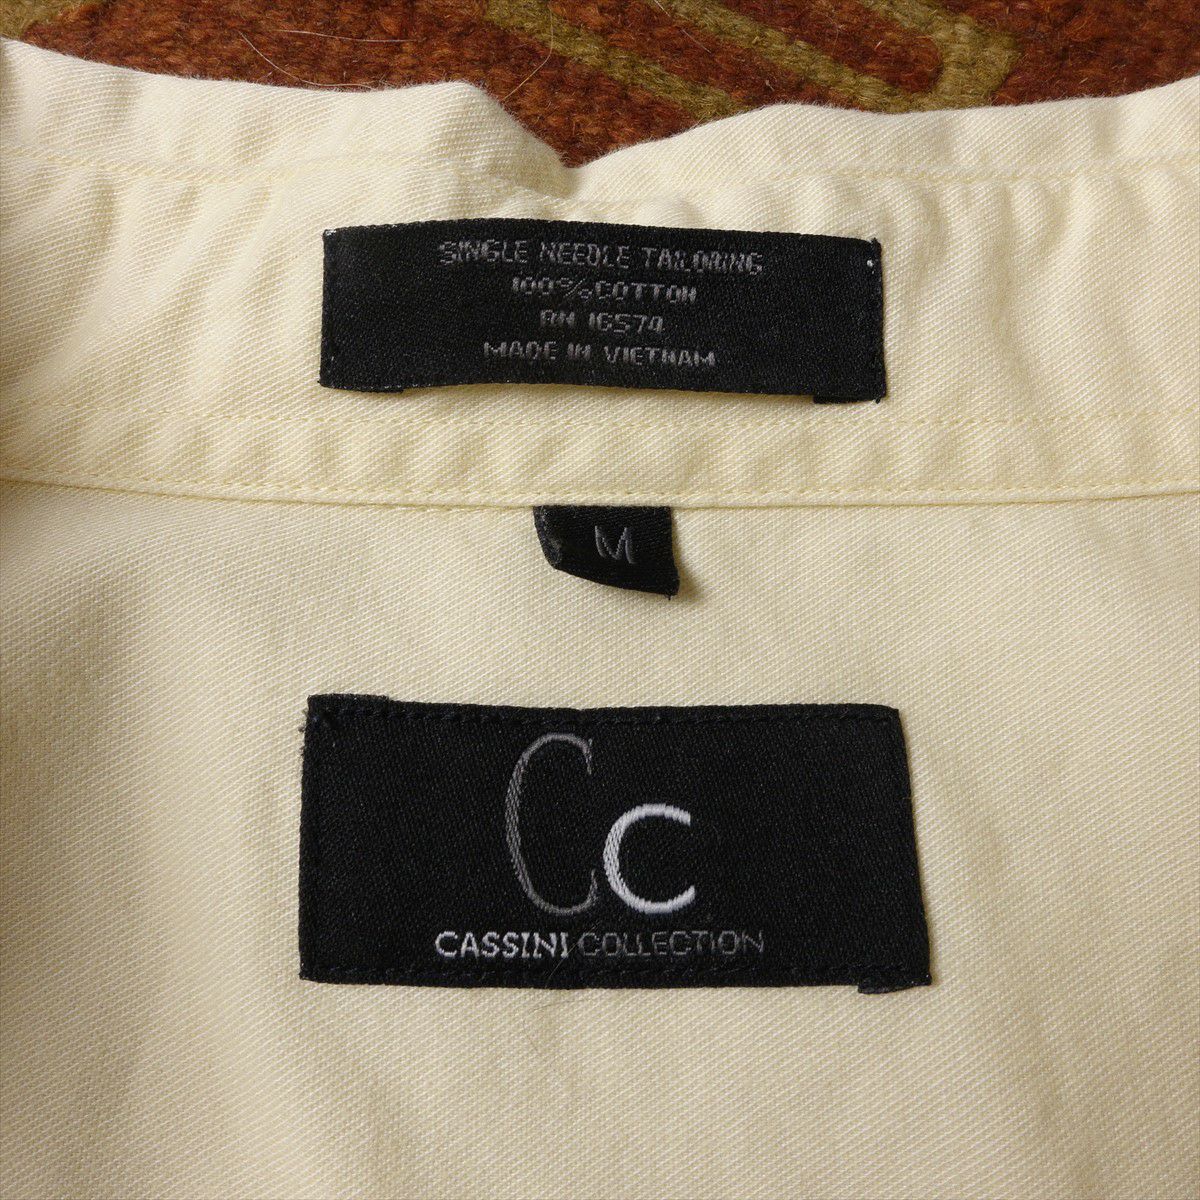 SINGLE NEEDLE TAILORING
100% COTTON
RN 16574
MADE IN VIETNAM
M
Cc
CASSINI COLLECTION